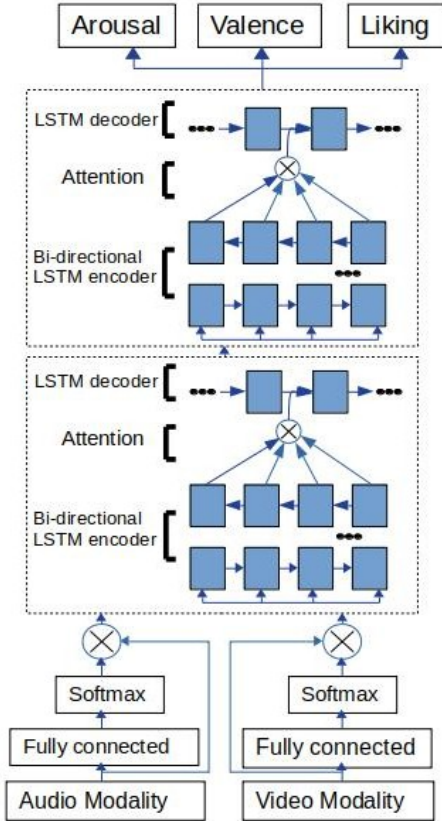 Arousal
Valence
Liking
LSTM decoder
Attention
Bi-directional
LSTM encoder
LSTM decoder
Attention
Bi-directional
LSTM encoder
Softmax
Softmax
Fully connected
Fully connected
Audio Modality
Video Modality